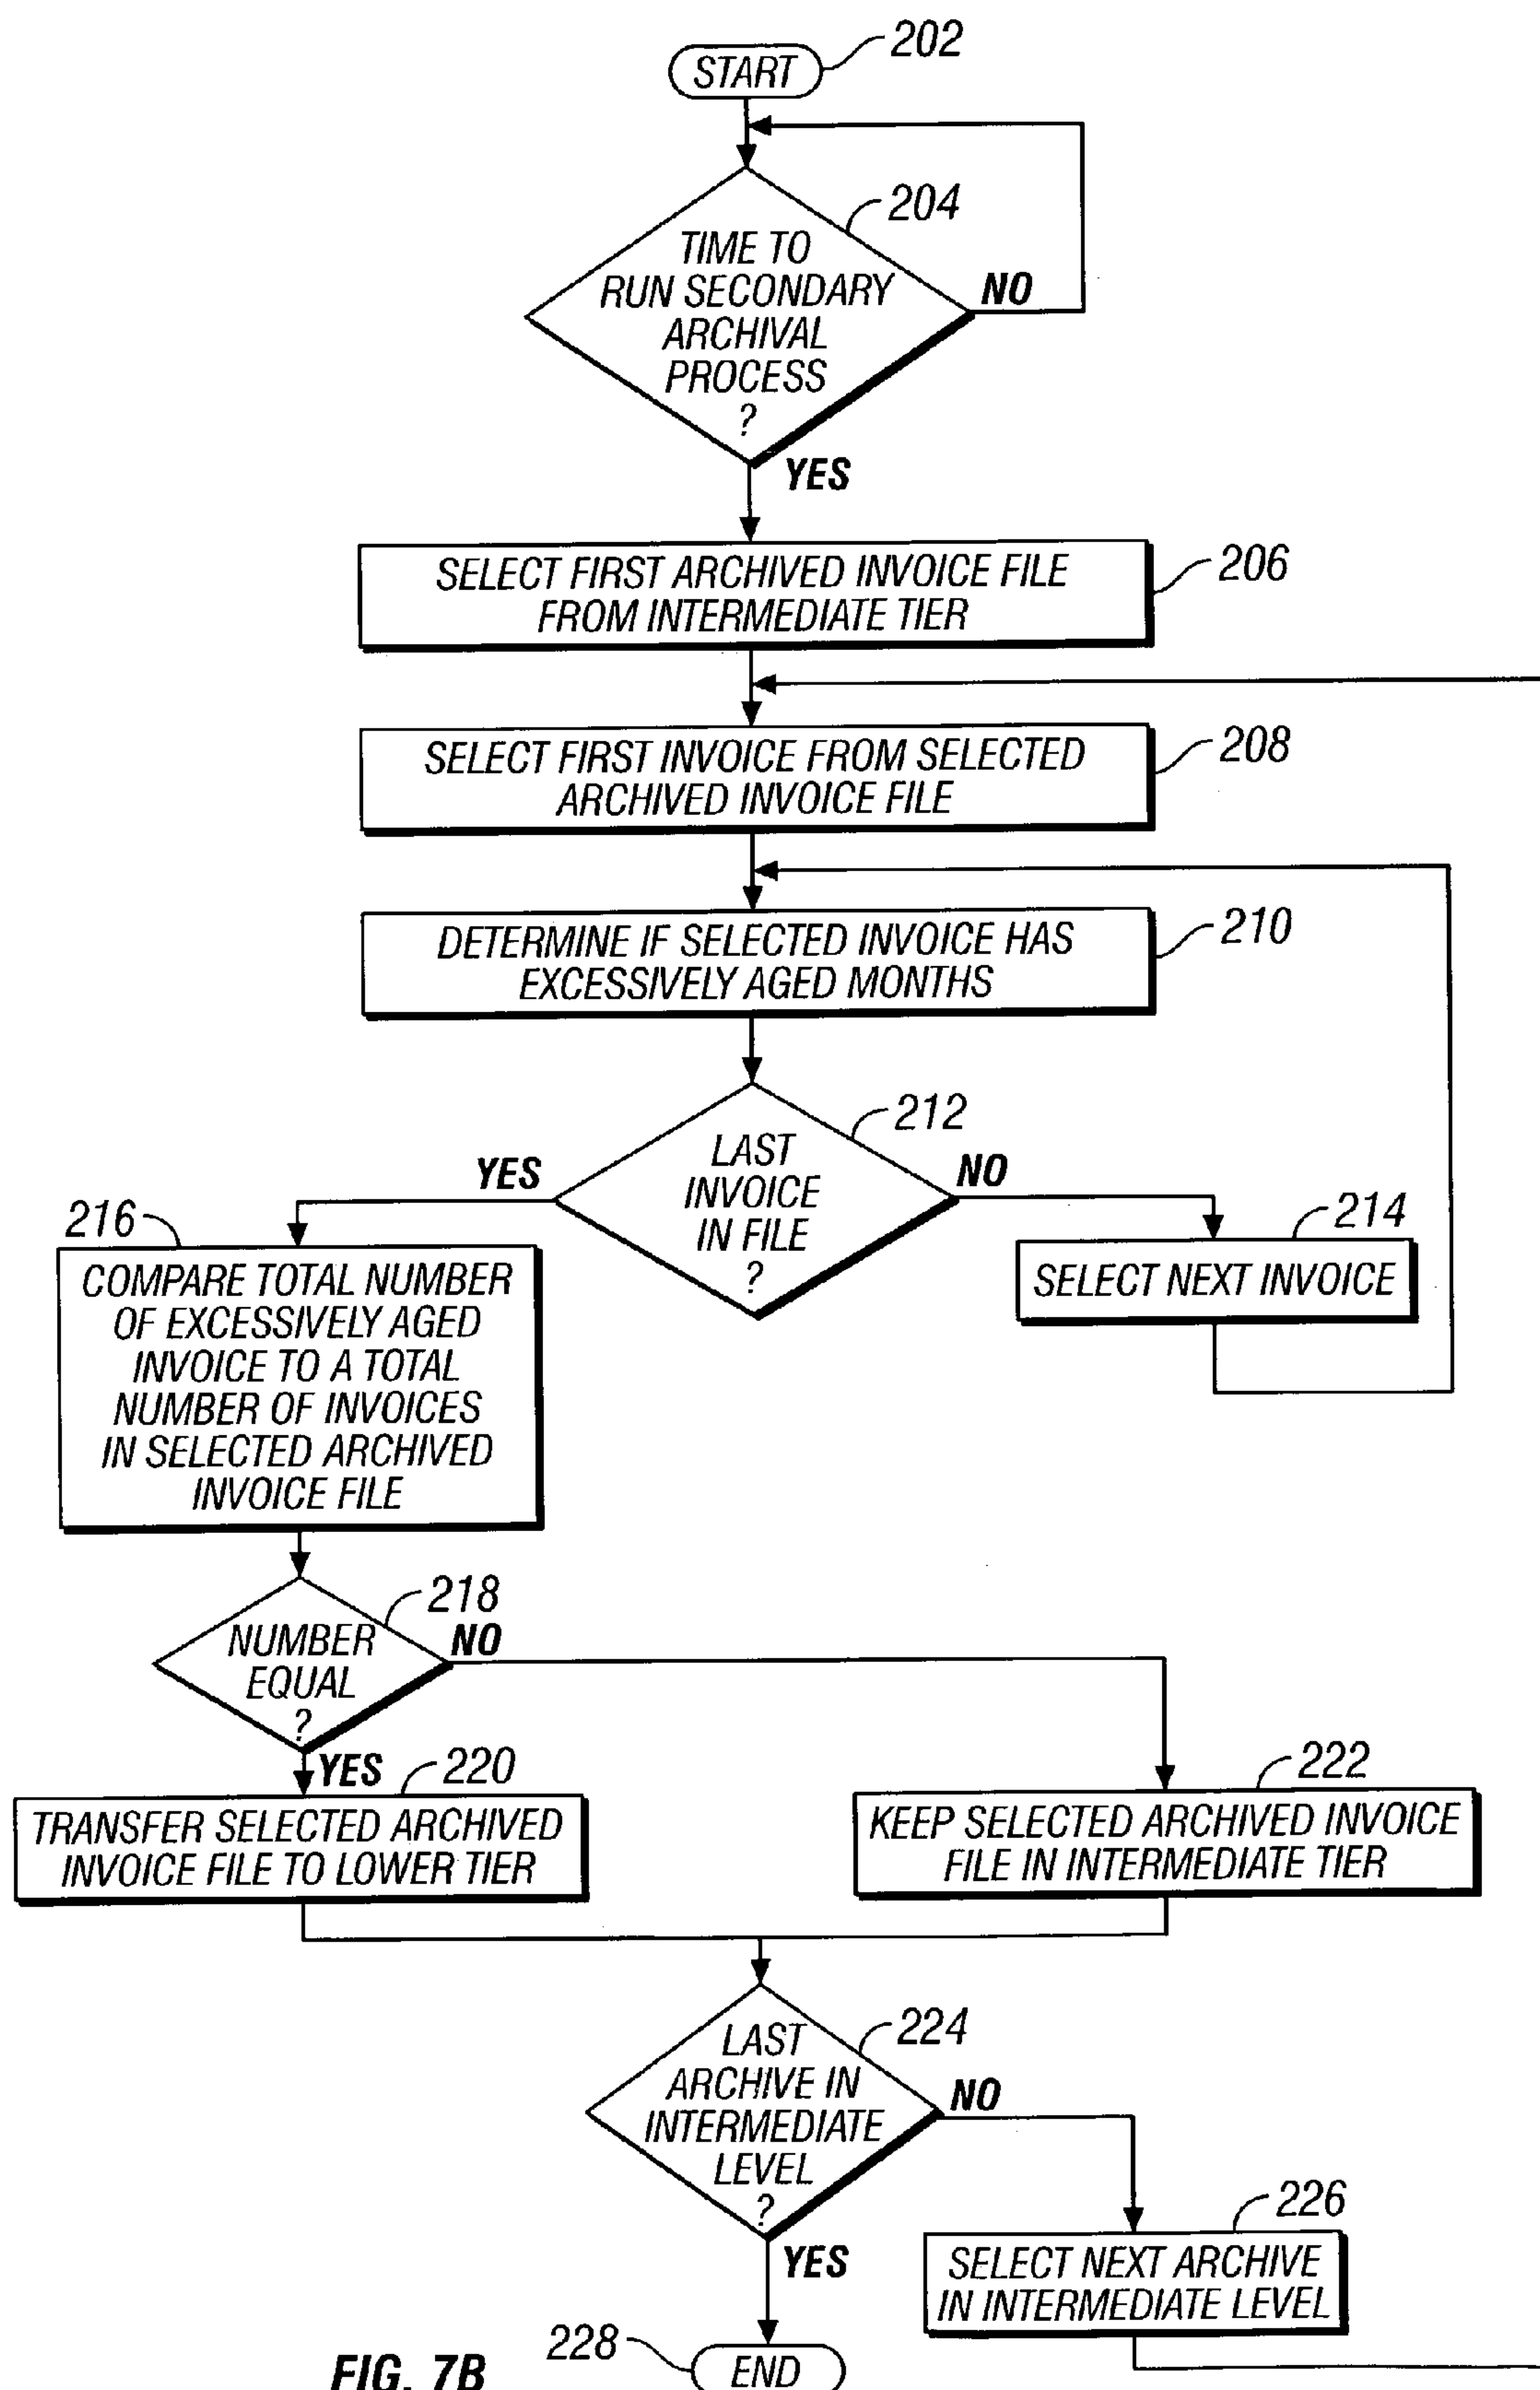 START
202
TIME TO
RUN SECONDARY
ARCHIVAL
PROCESS
?
204
NO
YES
SELECT FIRST ARCHIVED INVOICE FILE
FROM INTERMEDIATE TIER
206
SELECT FIRST INVOICE FROM SELECTED
ARCHIVED INVOICE FILE
208
DETERMINE IF SELECTED INVOICE HAS
EXCESSIVELY AGED MONTHS
210
LAST
INVOICE
IN FILE
?
212
YES
NO
SELECT NEXT INVOICE
214
216
COMPARE TOTAL NUMBER
OF EXCESSIVELY AGED
INVOICE TO A TOTAL
NUMBER OF INVOICES
IN SELECTED ARCHIVED
INVOICE FILE
NUMBER
EQUAL
?
218
NO
YES
TRANSFER SELECTED ARCHIVED
INVOICE FILE TO LOWER TIER
220
KEEP SELECTED ARCHIVED INVOICE
FILE IN INTERMEDIATE TIER
222
LAST
ARCHIVE IN
INTERMEDIATE
LEVEL
?
224
NO
YES
SELECT NEXT ARCHIVE
IN INTERMEDIATE LEVEL
226
228
END
FIG. 7B